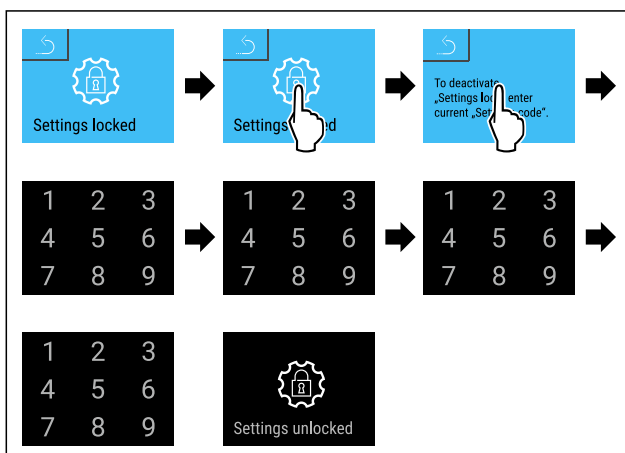 Settings locked
Settings
To deactivate
„Settings lock enter
current code“.
1 2 3
4 5 6
7 8 9
1 2 3
4 5 6
7 8 9
1 2 3
4 5 6
7 8 9
1 2 3
4 5 6
7 8 9
Settings unlocked